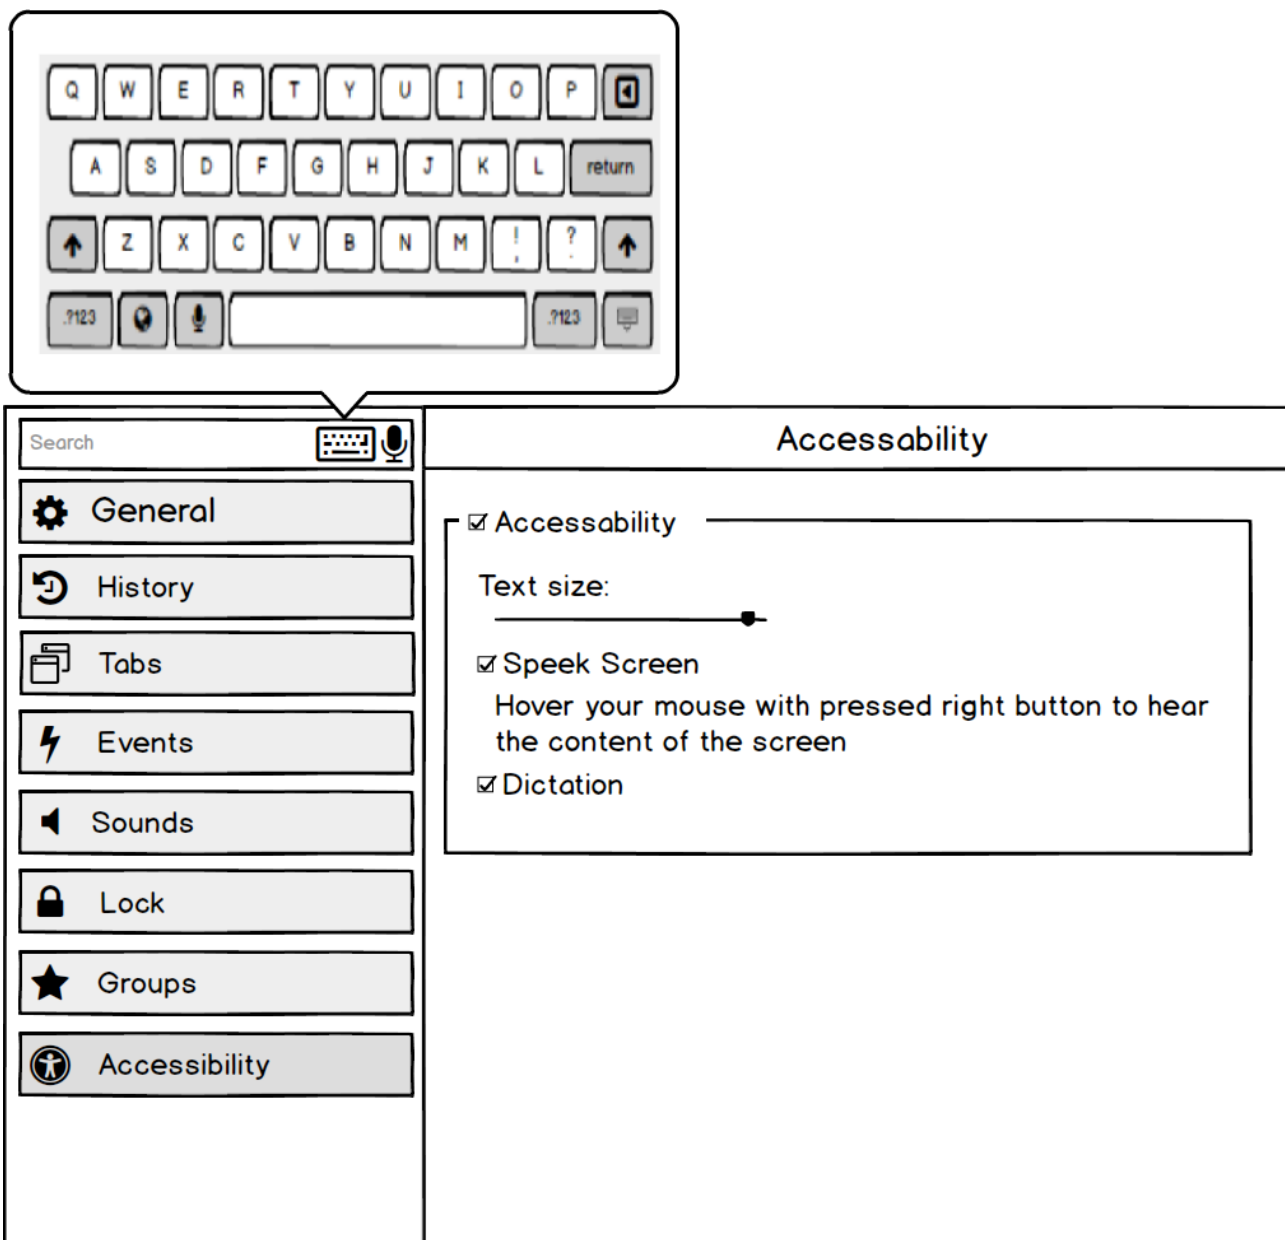 Q W E R T Y U I O P
A S D F G H J K L return
Z X C V B N M ! , ? .
.?123 .?123
Search
General
History
Tabs
Events
Sounds
Lock
Groups
Accessibility
Accessability
Accessability
Text size:
Speek Screen
Hover your mouse with pressed right button to hear
the content of the screen
Dictation